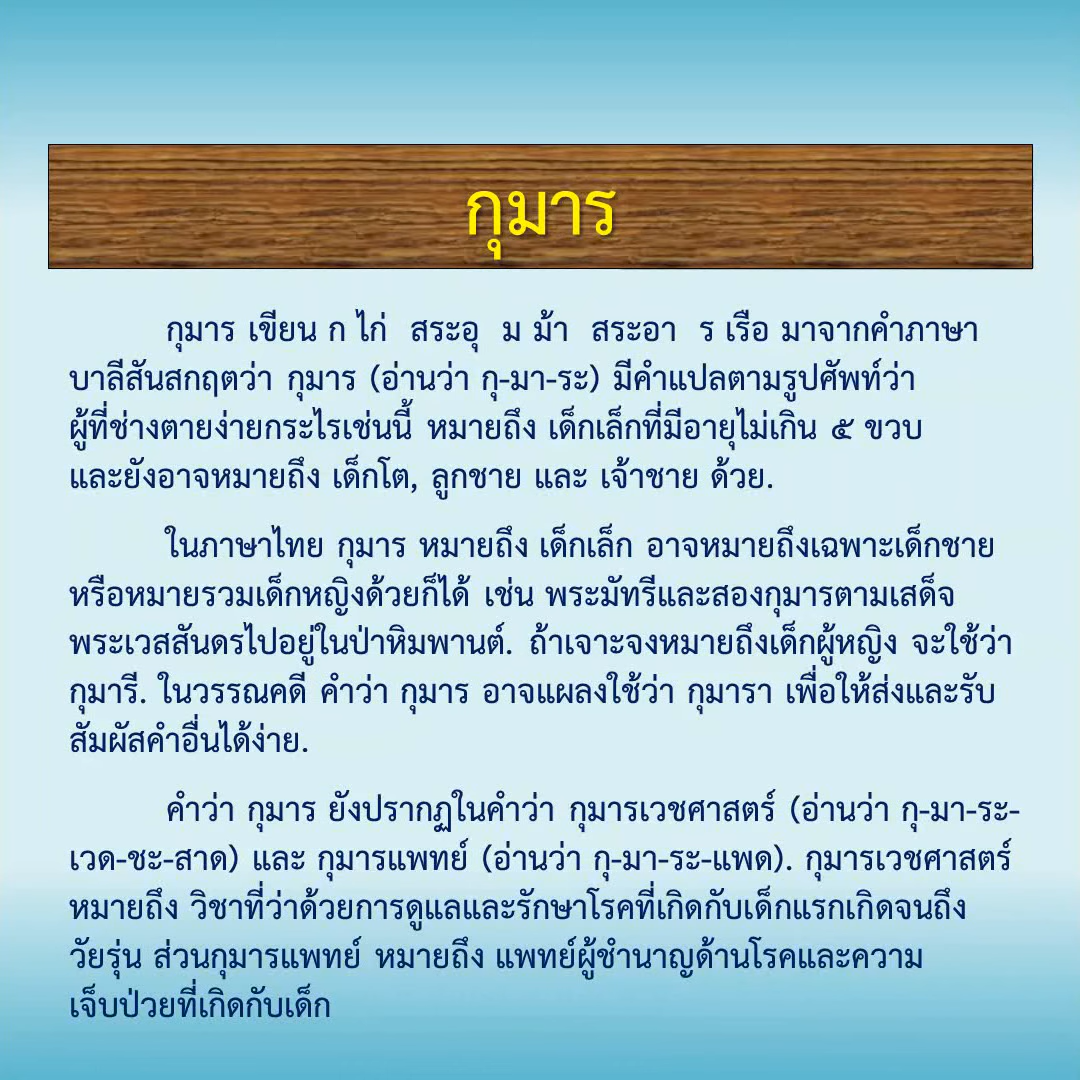 กุมาร
กุมาร เขียน ก ไก่ สระอุ ม ม้า สระอา ร เรือ มาจากคำภาษา
บาลีสันสกฤตว่า กุมาร (อ่านว่า กุ-มา-ระ) มีคำแปลตามรูปศัพท์ว่า
ผู้ที่ช่างตายง่ายกระไรเช่นนี้ หมายถึง เด็กเล็กที่มีอายุไม่เกิน ๕ ขวบ
และยังอาจหมายถึง เด็กโต, ลูกชาย และ เจ้าชาย ด้วย.
ในภาษาไทย กุมาร หมายถึง เด็กเล็ก อาจหมายถึงเฉพาะเด็กชาย
หรือหมายรวมเด็กหญิงด้วยก็ได้ เช่น พระมัทรีและสองกุมารตามเสด็จ
พระเวสสันดรไปอยู่ในป่าหิมพานต์. ถ้าเจาะจงหมายถึงเด็กผู้หญิง จะใช้ว่า
กุมารี. ในวรรณคดี คำว่า กุมาร อาจแผลงใช้ว่า กุมารา เพื่อให้ส่งและรับ
สัมผัสคำอื่นได้ง่าย.
คำว่า กุมาร ยังปรากฏในคำว่า กุมารเวชศาสตร์ (อ่านว่า กุ-มา-ระ-
เวด-ชะ-สาด) และ กุมารแพทย์ (อ่านว่า กุ-มา-ระ-แพด). กุมารเวชศาสตร์
หมายถึง วิชาที่ว่าด้วยการดูแลและรักษาโรคที่เกิดกับเด็กแรกเกิดจนถึง
วัยรุ่น ส่วนกุมารแพทย์ หมายถึง แพทย์ผู้ชำนาญด้านโรคและความ
เจ็บป่วยที่เกิดกับเด็ก